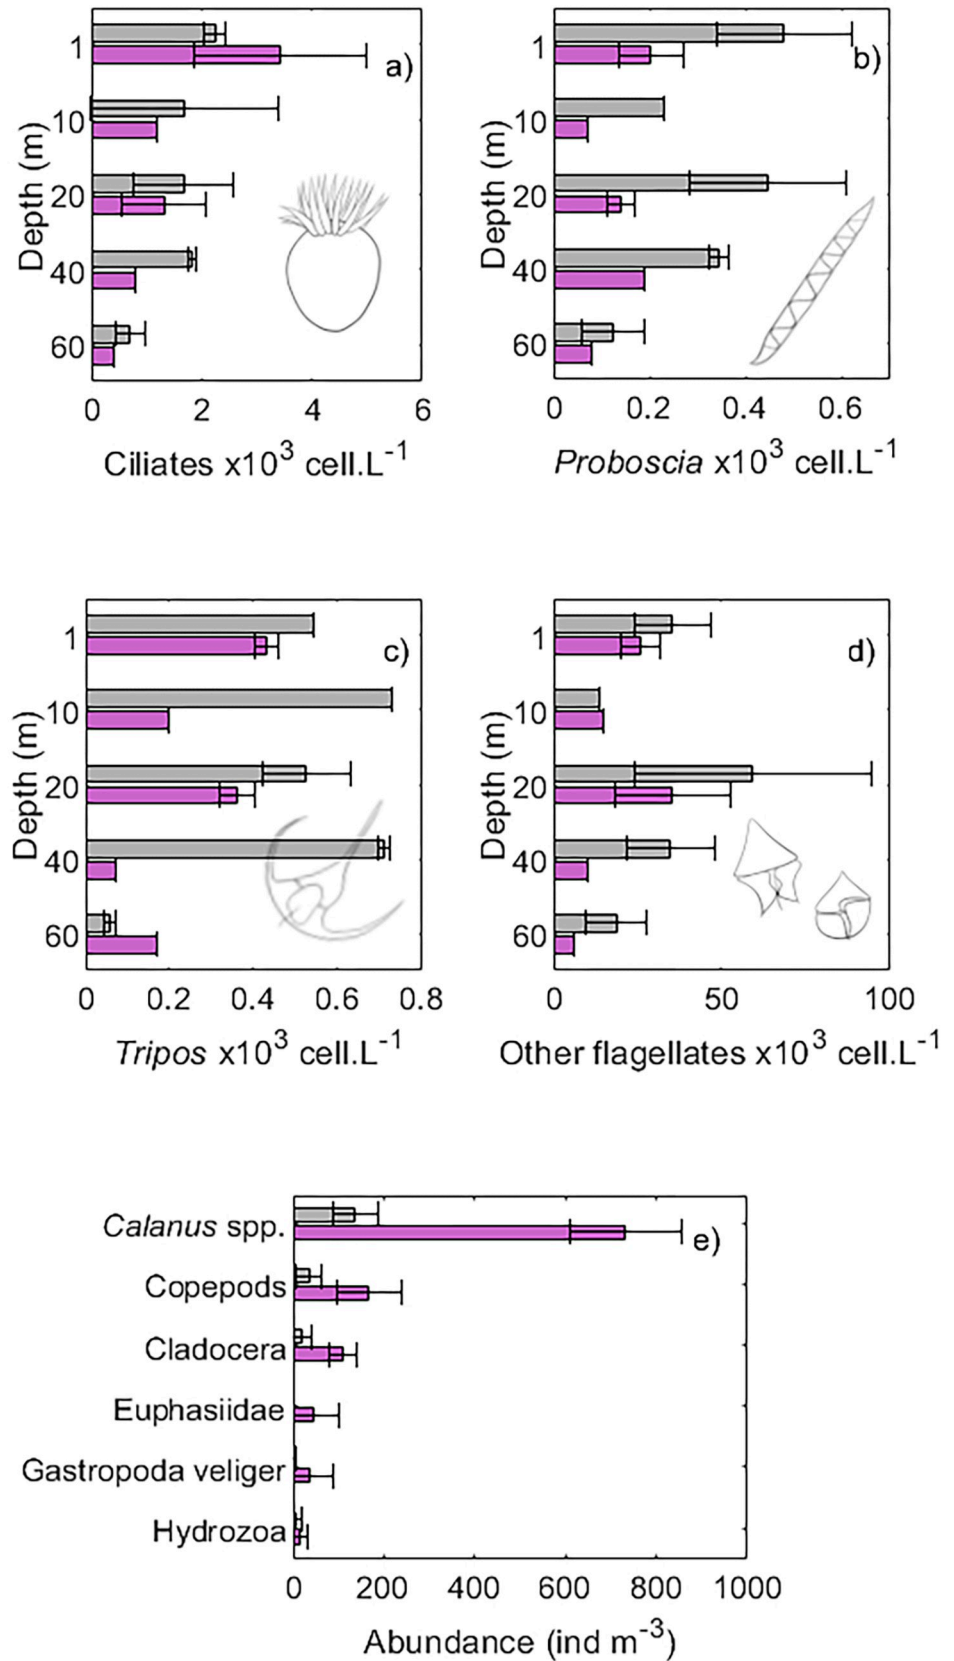 a)
Depth (m)
1
10
20
40
60
0 2 4 6
Ciliates x10³ cell.L⁻¹
b)
Depth (m)
1
10
20
40
60
0 0.2 0.4 0.6
Proboscia x10³ cell.L⁻¹
c)
Depth (m)
1
10
20
40
60
0 0.2 0.4 0.6 0.8
Tripos x10³ cell.L⁻¹
d)
Depth (m)
1
10
20
40
60
0 50 100
Other flagellates x10³ cell.L⁻¹
e)
Calanus spp.
Copepods
Cladocera
Euphasiidae
Gastropoda veliger
Hydrozoa
0 200 400 600 800 1000
Abundance (ind m⁻³)